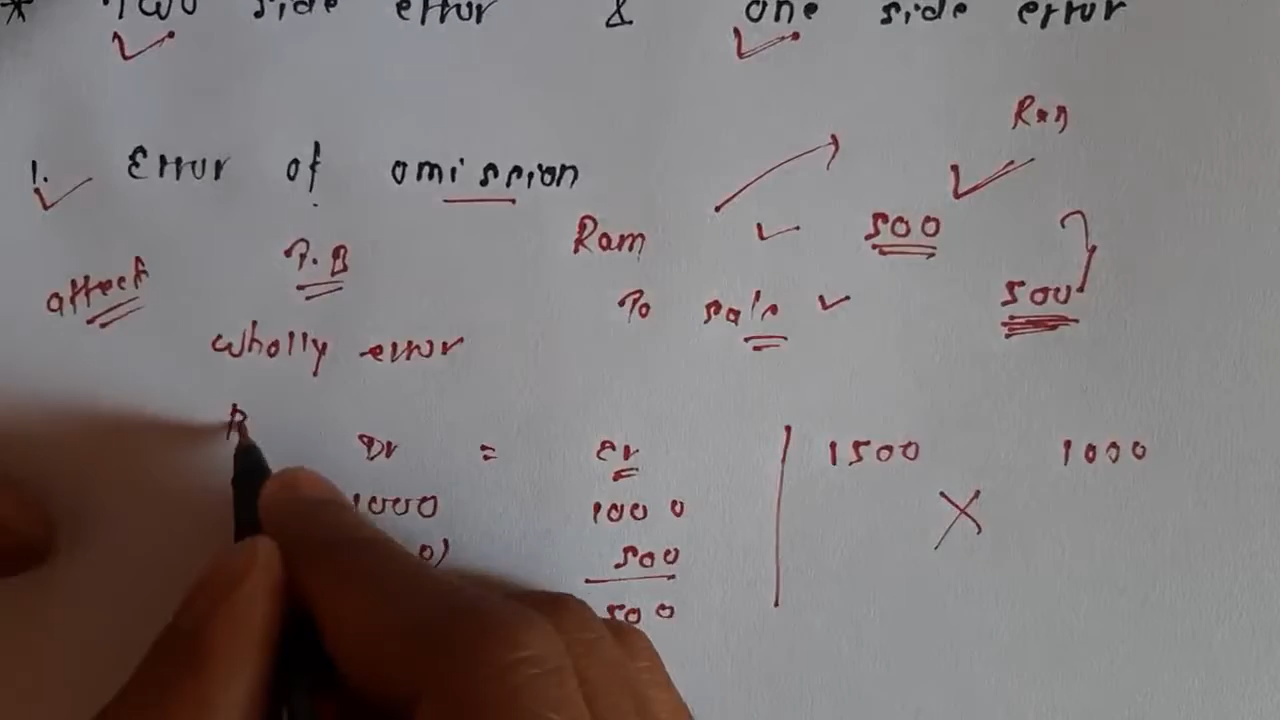 * Two side error & one side error
Ram
1. Error of omission
Ram 500
T.B
affect
To sale 500
wholly error
Dr = Cr 1500 1000
1000 1000
500
500